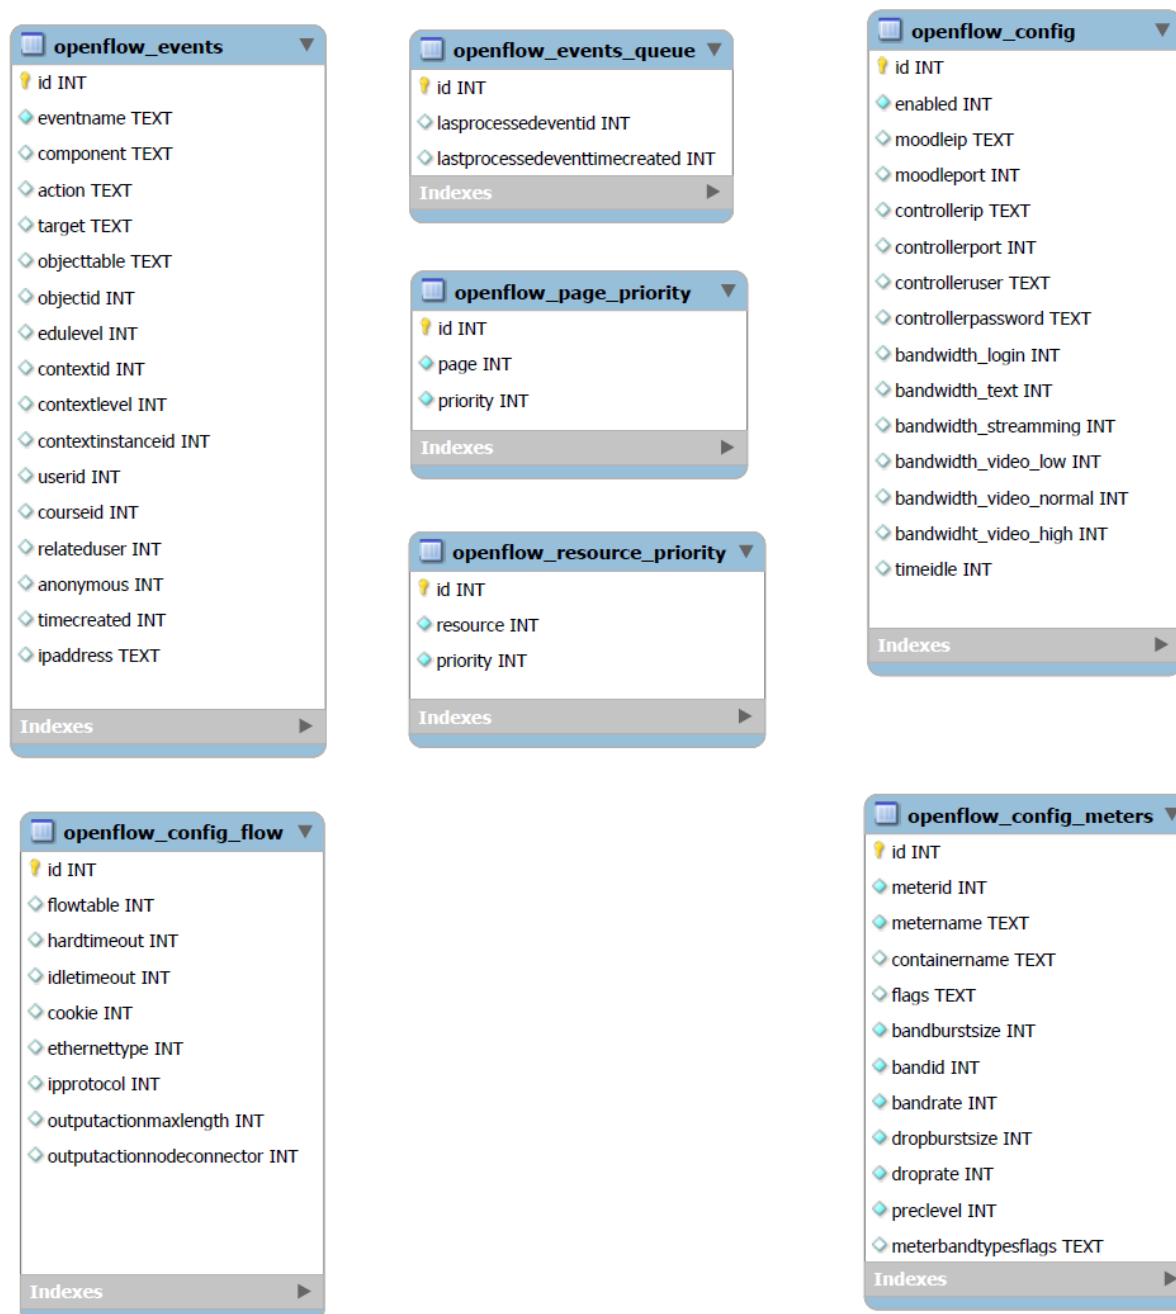 openflow_events
id INT
eventname TEXT
component TEXT
action TEXT
target TEXT
objecttable TEXT
objectid INT
edulevel INT
contextid INT
contextlevel INT
contextinstanceid INT
userid INT
courseid INT
relateduser INT
anonymous INT
timecreated INT
ipaddress TEXT
Indexes
openflow_events_queue
id INT
lasprocessedeventid INT
lastprocessedeventtimecreated INT
Indexes
openflow_page_priority
id INT
page INT
priority INT
Indexes
openflow_resource_priority
id INT
resource INT
priority INT
Indexes
openflow_config
id INT
enabled INT
moodleip TEXT
moodleport INT
controllerip TEXT
controllerport INT
controlleruser TEXT
controllerpassword TEXT
bandwidth_login INT
bandwidth_text INT
bandwidth_streamming INT
bandwidth_video_low INT
bandwidth_video_normal INT
bandwidht_video_high INT
timeidle INT
Indexes
openflow_config_flow
id INT
flowtable INT
hardtimeout INT
idletimeout INT
cookie INT
ethernettype INT
ipprotocol INT
outputactionmaxlength INT
outputactionnodeconnector INT
Indexes
openflow_config_meters
id INT
meterid INT
metername TEXT
containername TEXT
flags TEXT
bandburstsize INT
bandid INT
bandrate INT
dropburstsize INT
droprate INT
preclevel INT
meterbandtypesflags TEXT
Indexes